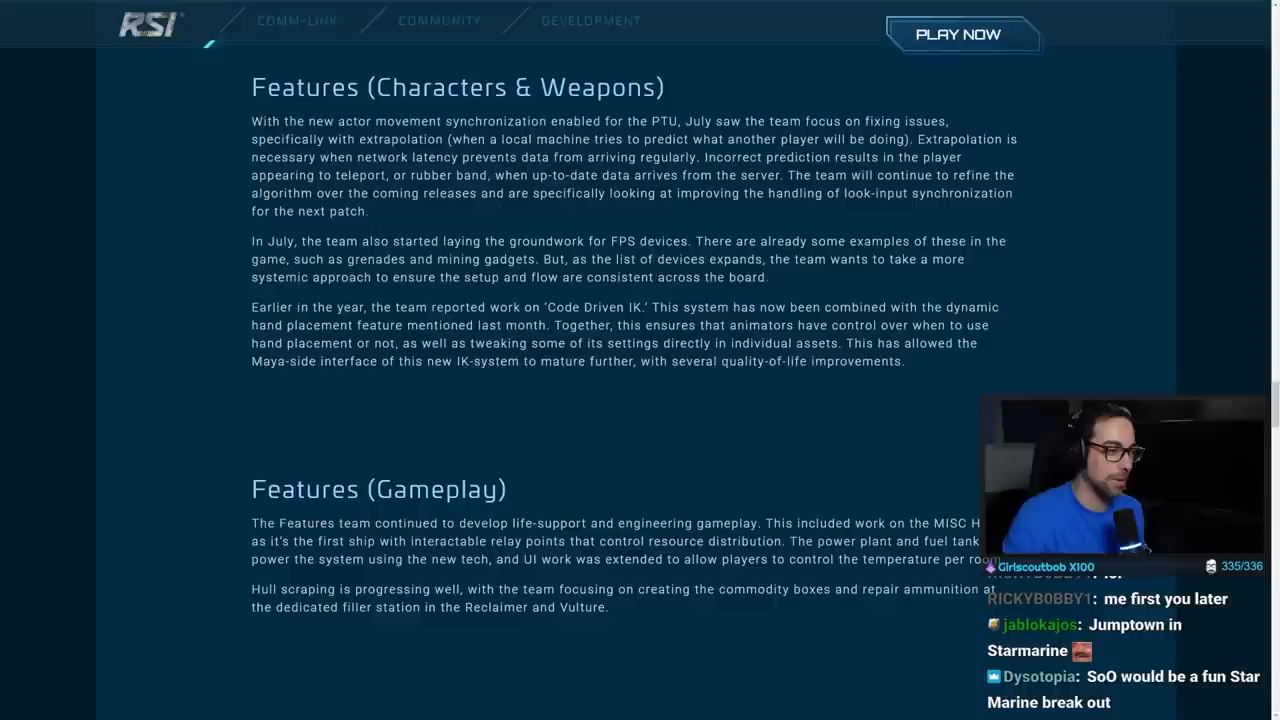 RSI
COMM-LINK
COMMUNITY
DEVELOPMENT
PLAY NOW
Features (Characters & Weapons)
With the new actor movement synchronization enabled for the PTU, July saw the team focus on fixing issues,
specifically with extrapolation (when a local machine tries to predict what another player will be doing). Extrapolation is
necessary when network latency prevents data from arriving regularly. Incorrect prediction results in the player
appearing to teleport, or rubber band, when up-to-date data arrives from the server. The team will continue to refine the
algorithm over the coming releases and are specifically looking at improving the handling of look-input synchronization
for the next patch.
In July, the team also started laying the groundwork for FPS devices. There are already some examples of these in the
game, such as grenades and mining gadgets. But, as the list of devices expands, the team wants to take a more
systemic approach to ensure the setup and flow are consistent across the board.
Earlier in the year, the team reported work on ‘Code Driven IK.’ This system has now been combined with the dynamic
hand placement feature mentioned last month. Together, this ensures that animators have control over when to use
hand placement or not, as well as tweaking some of its settings directly in individual assets. This has allowed the
Maya-side interface of this new IK-system to mature further, with several quality-of-life improvements.
Features (Gameplay)
The Features team continued to develop life-support and engineering gameplay. This included work on the MISC H
as it's the first ship with interactable relay points that control resource distribution. The power plant and fuel tank
power the system using the new tech, and UI work was extended to allow players to control the temperature per room.
Hull scraping is progressing well, with the team focusing on creating the commodity boxes and repair ammunition at
the dedicated filler station in the Reclaimer and Vulture.
Girlscoutbob X100
335/336
RICKYB0BBY1: me first you later
jablokajos: Jumptown in
Starmarine
Dysotopia: SoO would be a fun Star
Marine break out